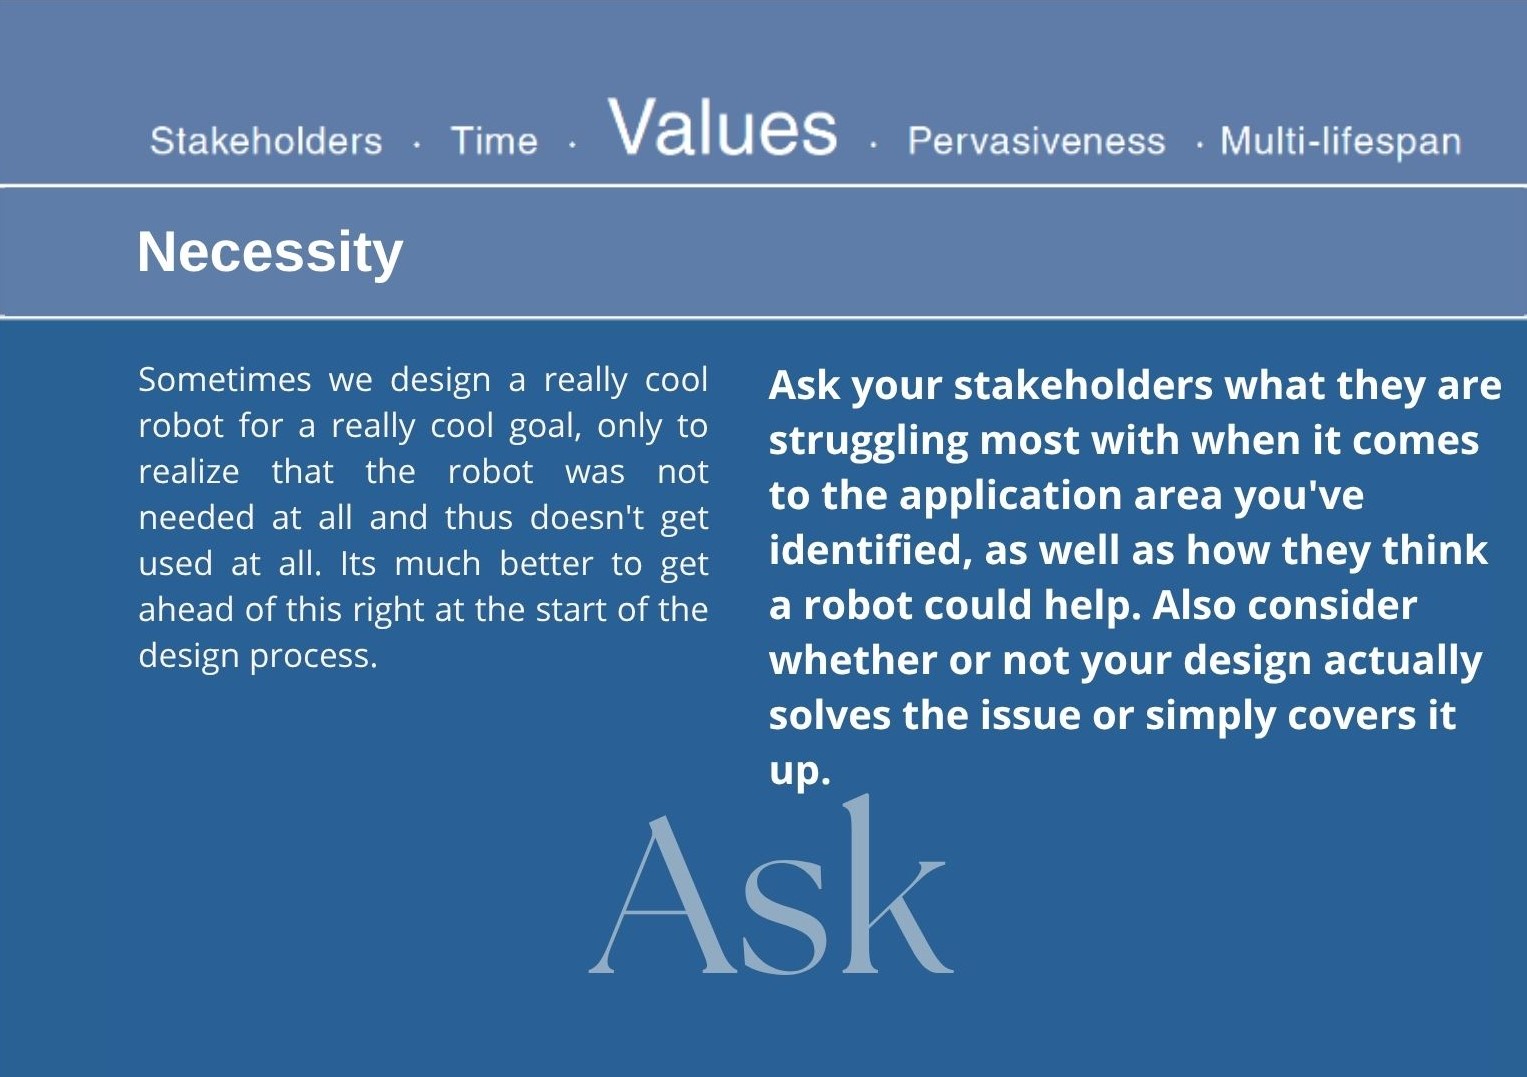 Stakeholders · Time · Values · Pervasiveness · Multi-lifespan
Necessity
Sometimes we design a really cool
robot for a really cool goal, only to
realize that the robot was not
needed at all and thus doesn't get
used at all. Its much better to get
ahead of this right at the start of the
design process.
Ask your stakeholders what they are
struggling most with when it comes
to the application area you've
identified, as well as how they think
a robot could help. Also consider
whether or not your design actually
solves the issue or simply covers it
up.
Ask